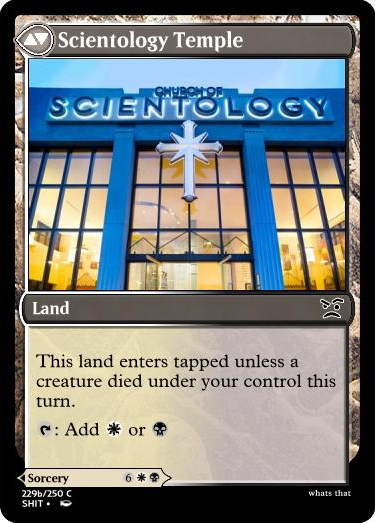 Scientology Temple
CHURCH OF
SCIENTOLOGY
Land
This land enters tapped unless a
creature died under your control this
turn.
: Add or
Sorcery 6
229b/250 C
SHIT •
whats that